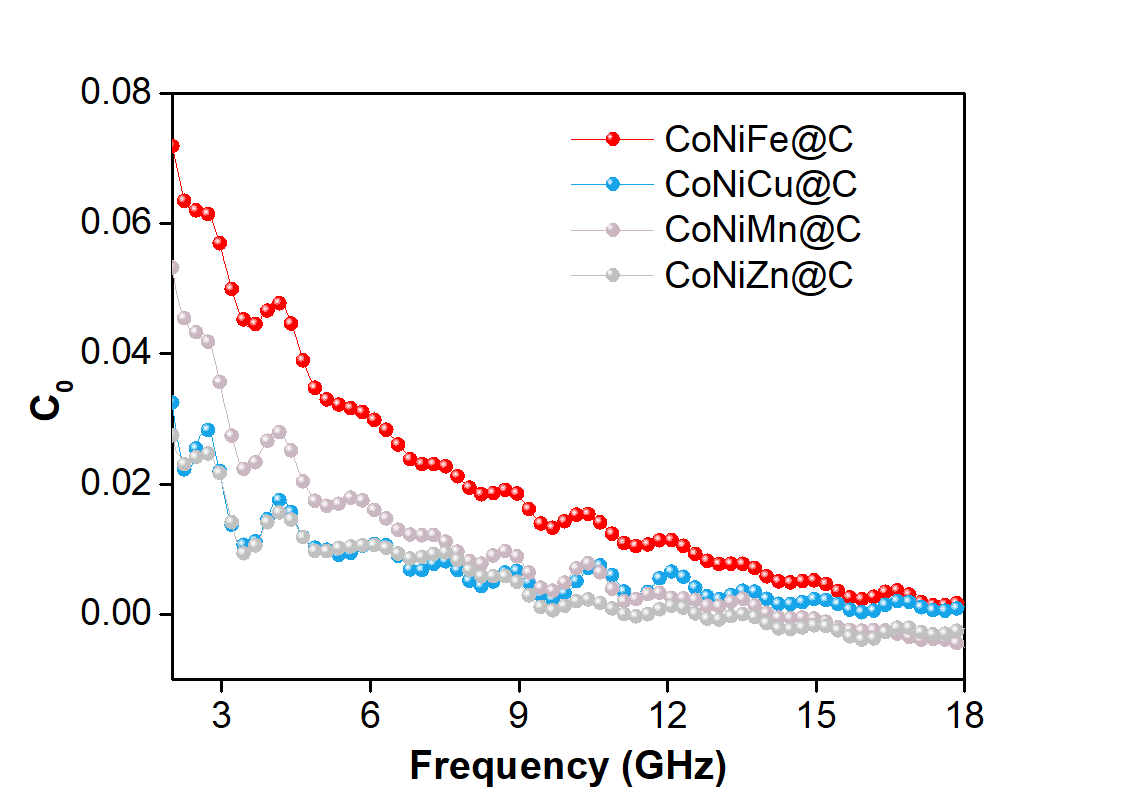 0.08
0.06
0.04
0.02
0.00
C₀
CoNiFe@C
CoNiCu@C
CoNiMn@C
CoNiZn@C
3 6 9 12 15 18
Frequency (GHz)